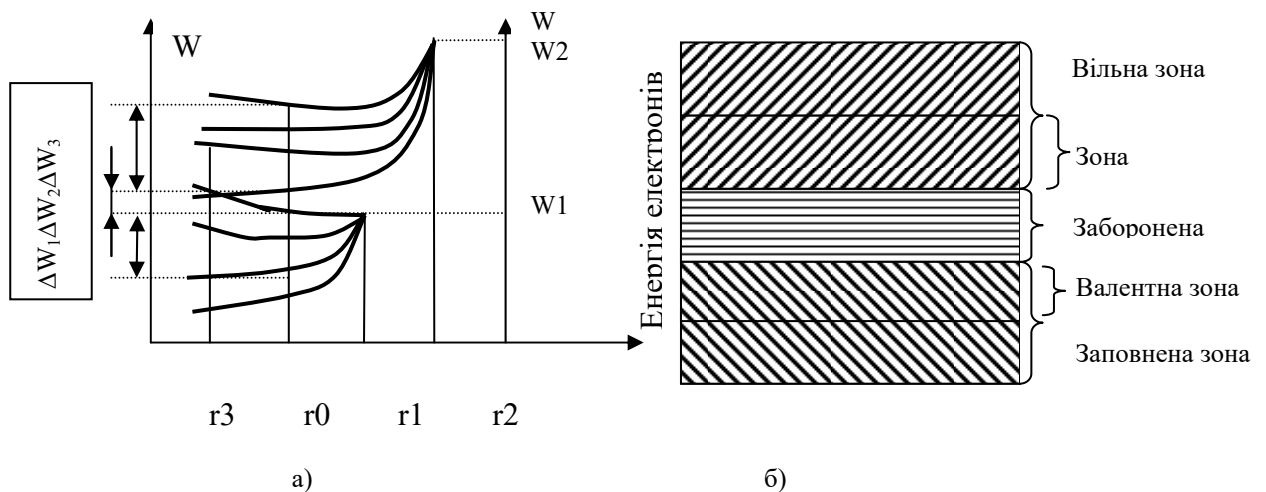 W
W
W2
W1
ΔW₁ΔW₂ΔW₃
r3 r0 r1 r2
а)
Енергія електронів
Вільна зона
Зона
Заборонена
Валентна зона
Заповнена зона
б)